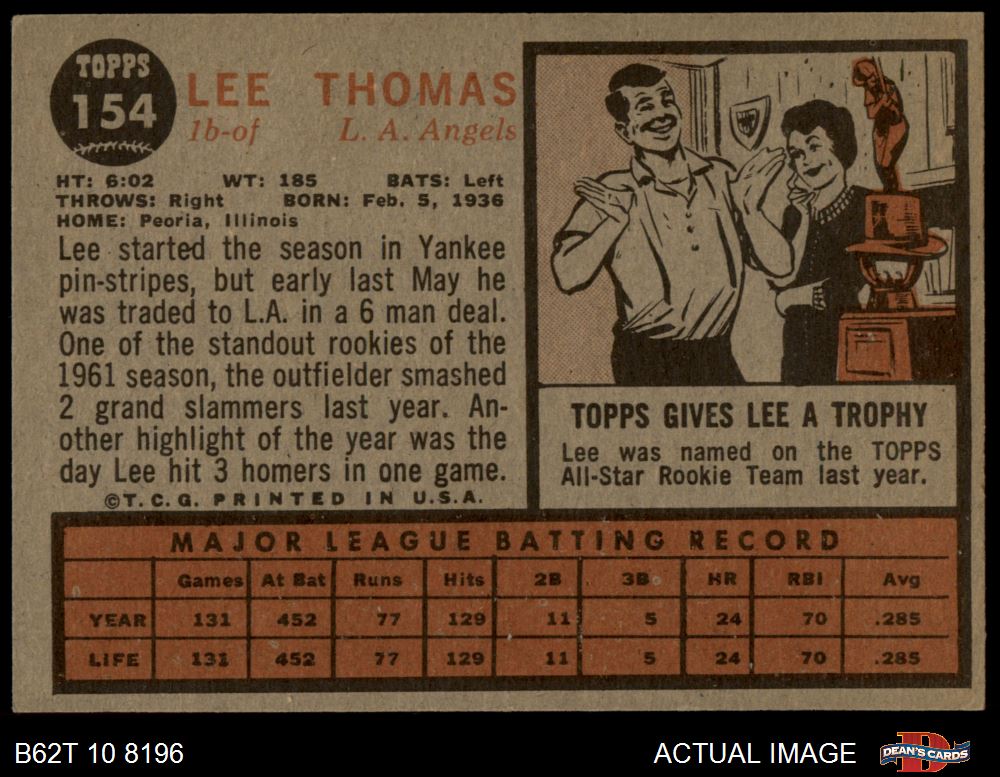 TOPPS
154
LEE THOMAS
1b-of L. A. Angels
HT: 6:02 WT: 185 BATS: Left
THROWS: Right BORN: Feb. 5, 1936
HOME: Peoria, Illinois
Lee started the season in Yankee
pin-stripes, but early last May he
was traded to L.A. in a 6 man deal.
One of the standout rookies of the
1961 season, the outfielder smashed
2 grand slammers last year. An-
other highlight of the year was the
day Lee hit 3 homers in one game.
©T.C.G. PRINTED IN U.S.A.
TOPPS GIVES LEE A TROPHY
Lee was named on the TOPPS
All-Star Rookie Team last year.
MAJOR LEAGUE BATTING RECORD
Games At Bat Runs Hits 2B 3B HR RBI Avg
YEAR 131 452 77 129 11 5 24 70 .285
LIFE 131 452 77 129 11 5 24 70 .285
B62T 10 8196
ACTUAL IMAGE
DEAN'S CARDS